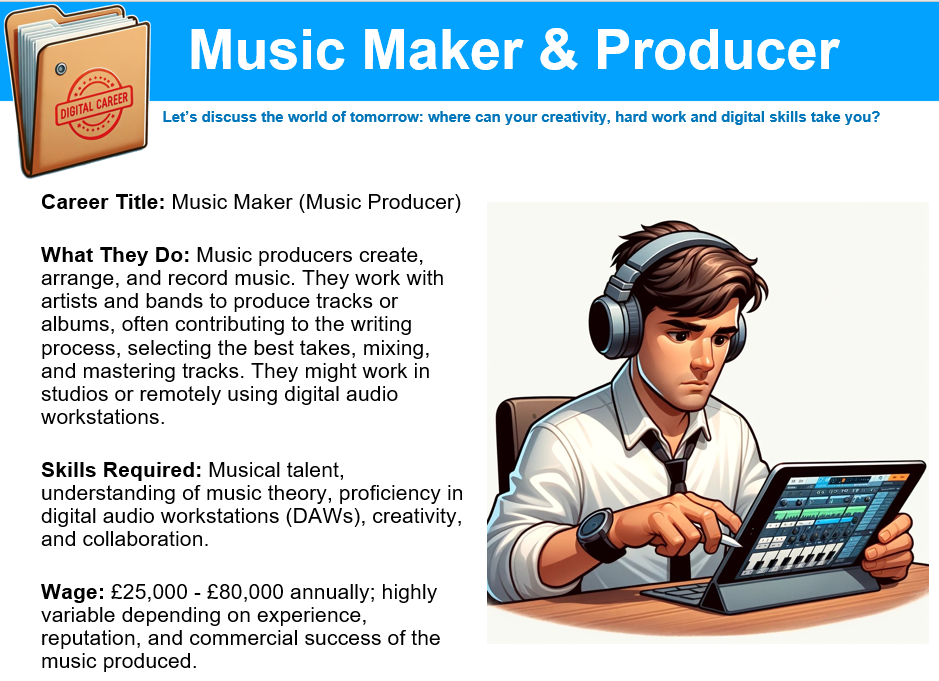 Music Maker & Producer
DIGITAL CAREER
Let's discuss the world of tomorrow: where can your creativity, hard work and digital skills take you?
Career Title: Music Maker (Music Producer)
What They Do: Music producers create,
arrange, and record music. They work with
artists and bands to produce tracks or
albums, often contributing to the writing
process, selecting the best takes, mixing,
and mastering tracks. They might work in
studios or remotely using digital audio
workstations.
Skills Required: Musical talent,
understanding of music theory, proficiency in
digital audio workstations (DAWs), creativity,
and collaboration.
Wage: £25,000 - £80,000 annually; highly
variable depending on experience,
reputation, and commercial success of the
music produced.